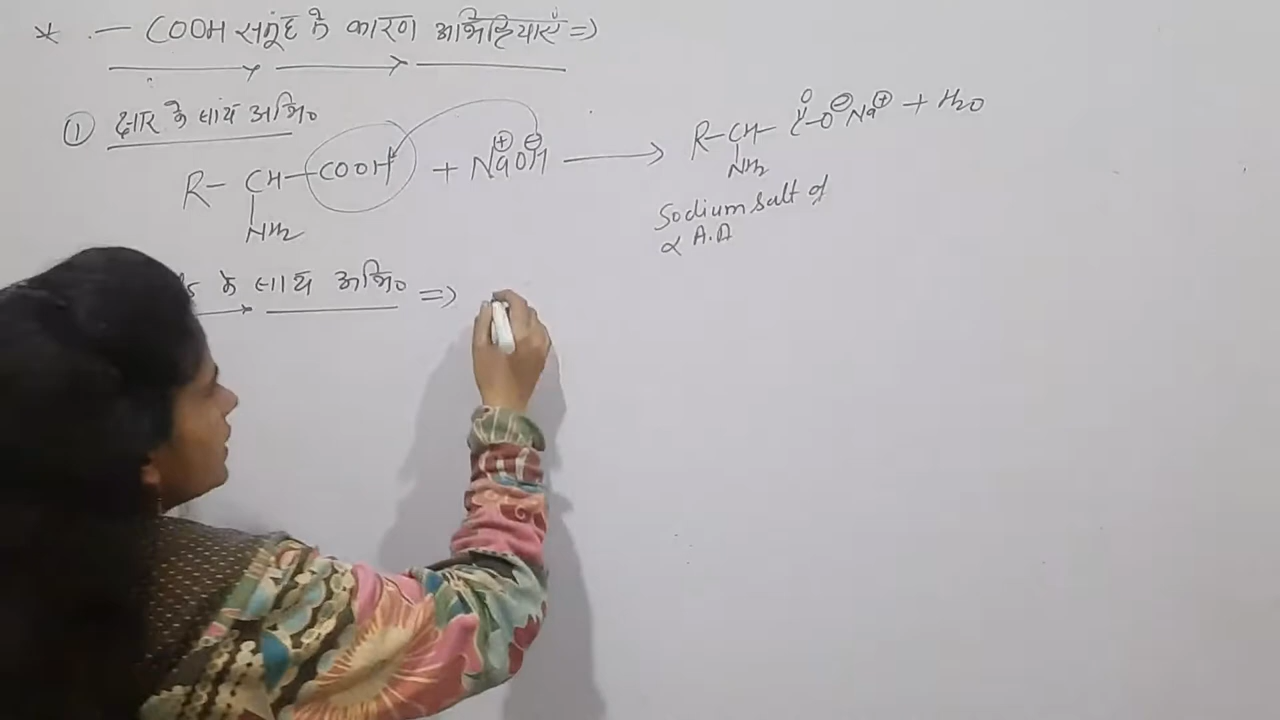 * - COOH समूह के कारण अभिक्रियाएं =>
① क्षार के साथ अभि०
R - CH - COOH + Na⊕OH⊖ ⟶ R - CH - C - O⊖ Na⊕ + H2O
O
NH2
NH2
Sodium salt of
α A.A
के साथ अभि० =>